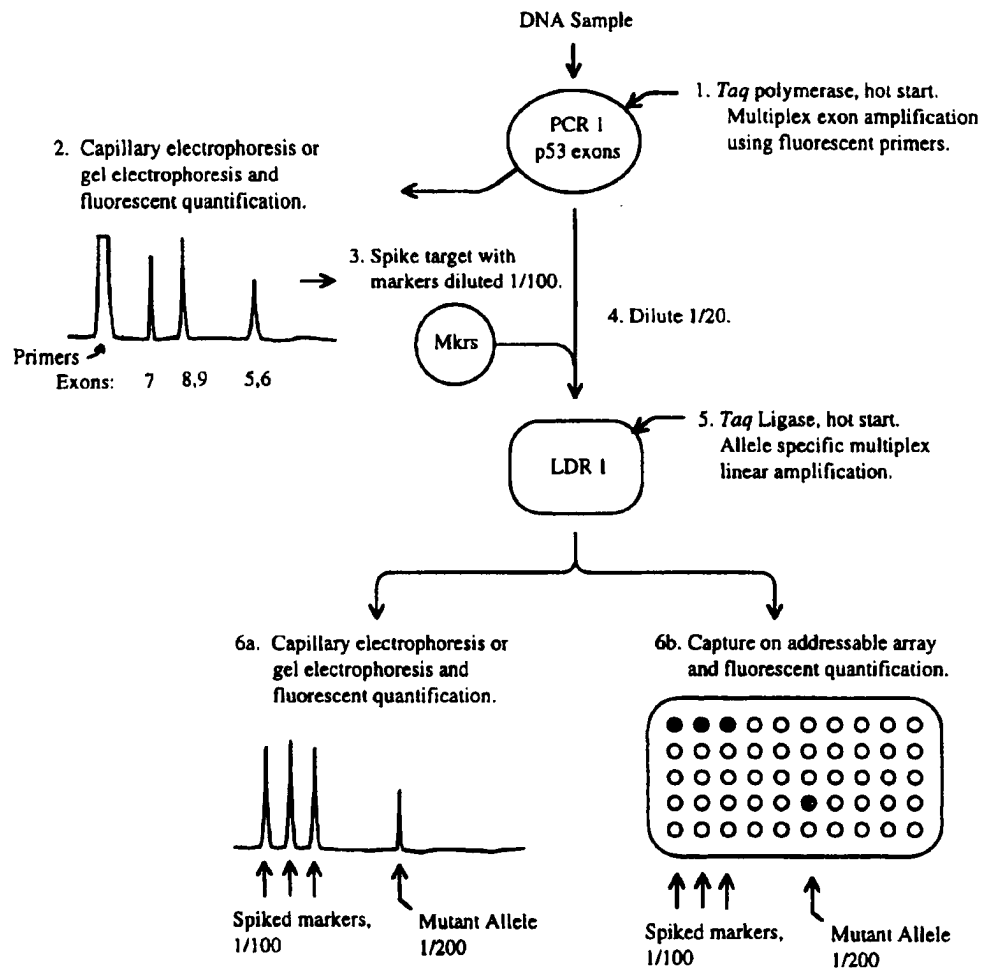 DNA Sample
PCR 1
p53 exons
1. Taq polymerase, hot start.
Multiplex exon amplification
using fluorescent primers.
2. Capillary electrophoresis or
gel electrophoresis and
fluorescent quantification.
Primers
Exons: 7 8,9 5,6
3. Spike target with
markers diluted 1/100.
Mkrs
4. Dilute 1/20.
LDR 1
5. Taq Ligase, hot start.
Allele specific multiplex
linear amplification.
6a. Capillary electrophoresis or
gel electrophoresis and
fluorescent quantification.
Spiked markers,
1/100
Mutant Allele
1/200
6b. Capture on addressable array
and fluorescent quantification.
Spiked markers,
1/100
Mutant Allele
1/200